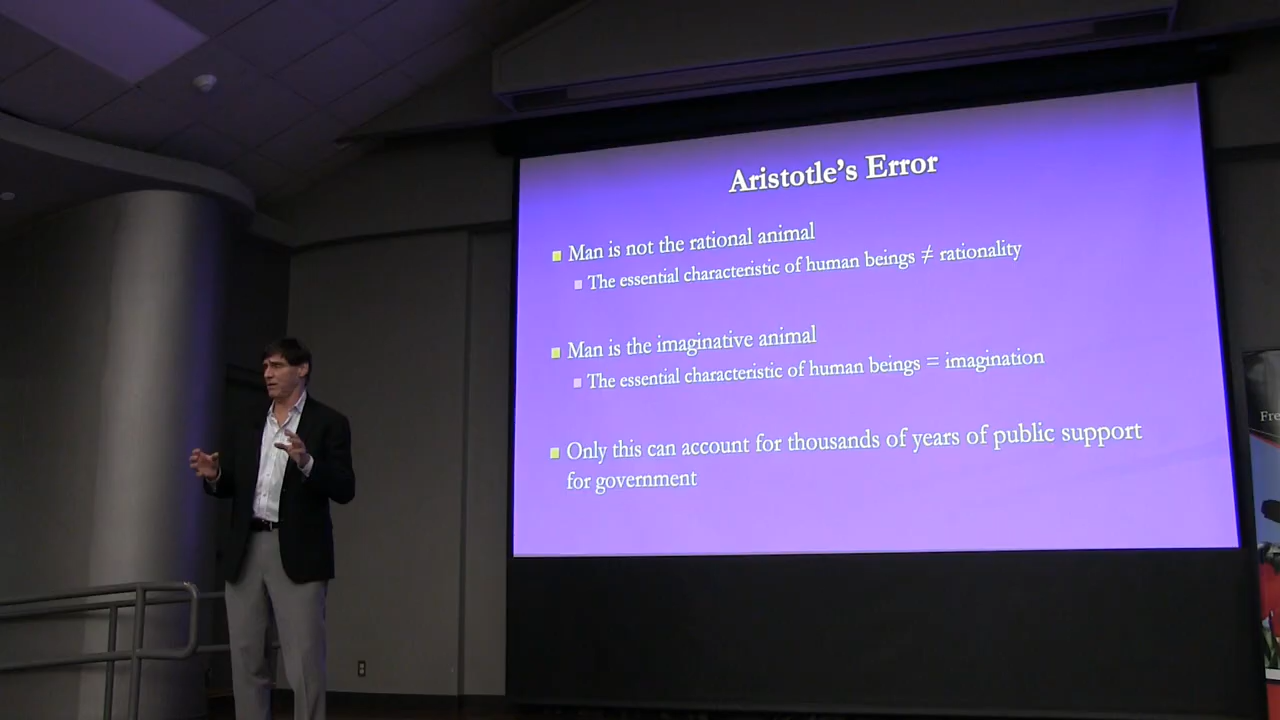 Aristotle's Error
Man is not the rational animal
The essential characteristic of human beings ≠ rationality
Man is the imaginative animal
The essential characteristic of human beings = imagination
Only this can account for thousands of years of public support
for government